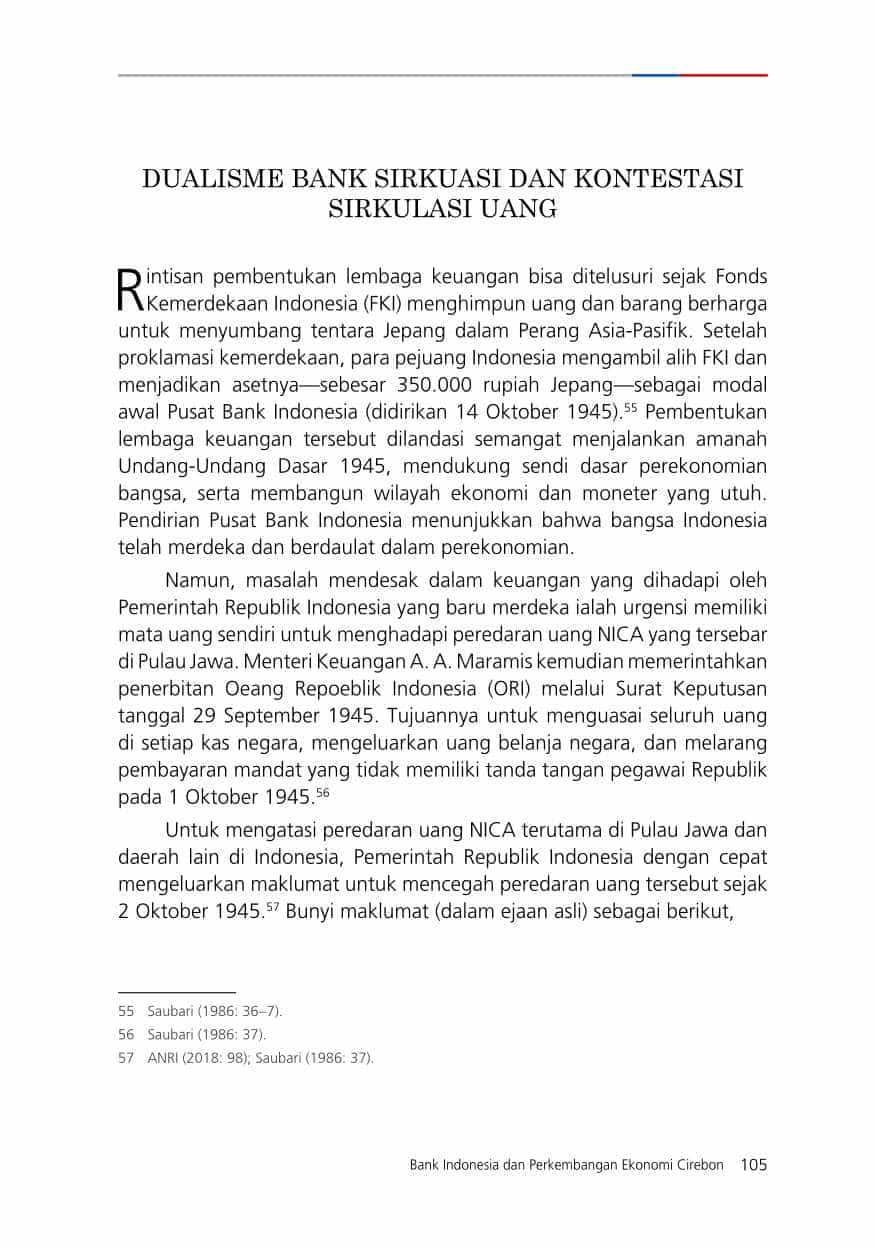 DUALISME BANK SIRKUASI DAN KONTESTASI
SIRKULASI UANG
Rintisan pembentukan lembaga keuangan bisa ditelusuri sejak Fonds
Kemerdekaan Indonesia (FKI) menghimpun uang dan barang berharga
untuk menyumbang tentara Jepang dalam Perang Asia-Pasifik. Setelah
proklamasi kemerdekaan, para pejuang Indonesia mengambil alih FKI dan
menjadikan asetnya—sebesar 350.000 rupiah Jepang—sebagai modal
awal Pusat Bank Indonesia (didirikan 14 Oktober 1945).⁵⁵ Pembentukan
lembaga keuangan tersebut dilandasi semangat menjalankan amanah
Undang-Undang Dasar 1945, mendukung sendi dasar perekonomian
bangsa, serta membangun wilayah ekonomi dan moneter yang utuh.
Pendirian Pusat Bank Indonesia menunjukkan bahwa bangsa Indonesia
telah merdeka dan berdaulat dalam perekonomian.
Namun, masalah mendesak dalam keuangan yang dihadapi oleh
Pemerintah Republik Indonesia yang baru merdeka ialah urgensi memiliki
mata uang sendiri untuk menghadapi peredaran uang NICA yang tersebar
di Pulau Jawa. Menteri Keuangan A. A. Maramis kemudian memerintahkan
penerbitan Oeang Repoeblik Indonesia (ORI) melalui Surat Keputusan
tanggal 29 September 1945. Tujuannya untuk menguasai seluruh uang
di setiap kas negara, mengeluarkan uang belanja negara, dan melarang
pembayaran mandat yang tidak memiliki tanda tangan pegawai Republik
pada 1 Oktober 1945.⁵⁶
Untuk mengatasi peredaran uang NICA terutama di Pulau Jawa dan
daerah lain di Indonesia, Pemerintah Republik Indonesia dengan cepat
mengeluarkan maklumat untuk mencegah peredaran uang tersebut sejak
2 Oktober 1945.⁵⁷ Bunyi maklumat (dalam ejaan asli) sebagai berikut,
55 Saubari (1986: 36–7).
56 Saubari (1986: 37).
57 ANRI (2018: 98); Saubari (1986: 37).
Bank Indonesia dan Perkembangan Ekonomi Cirebon 105